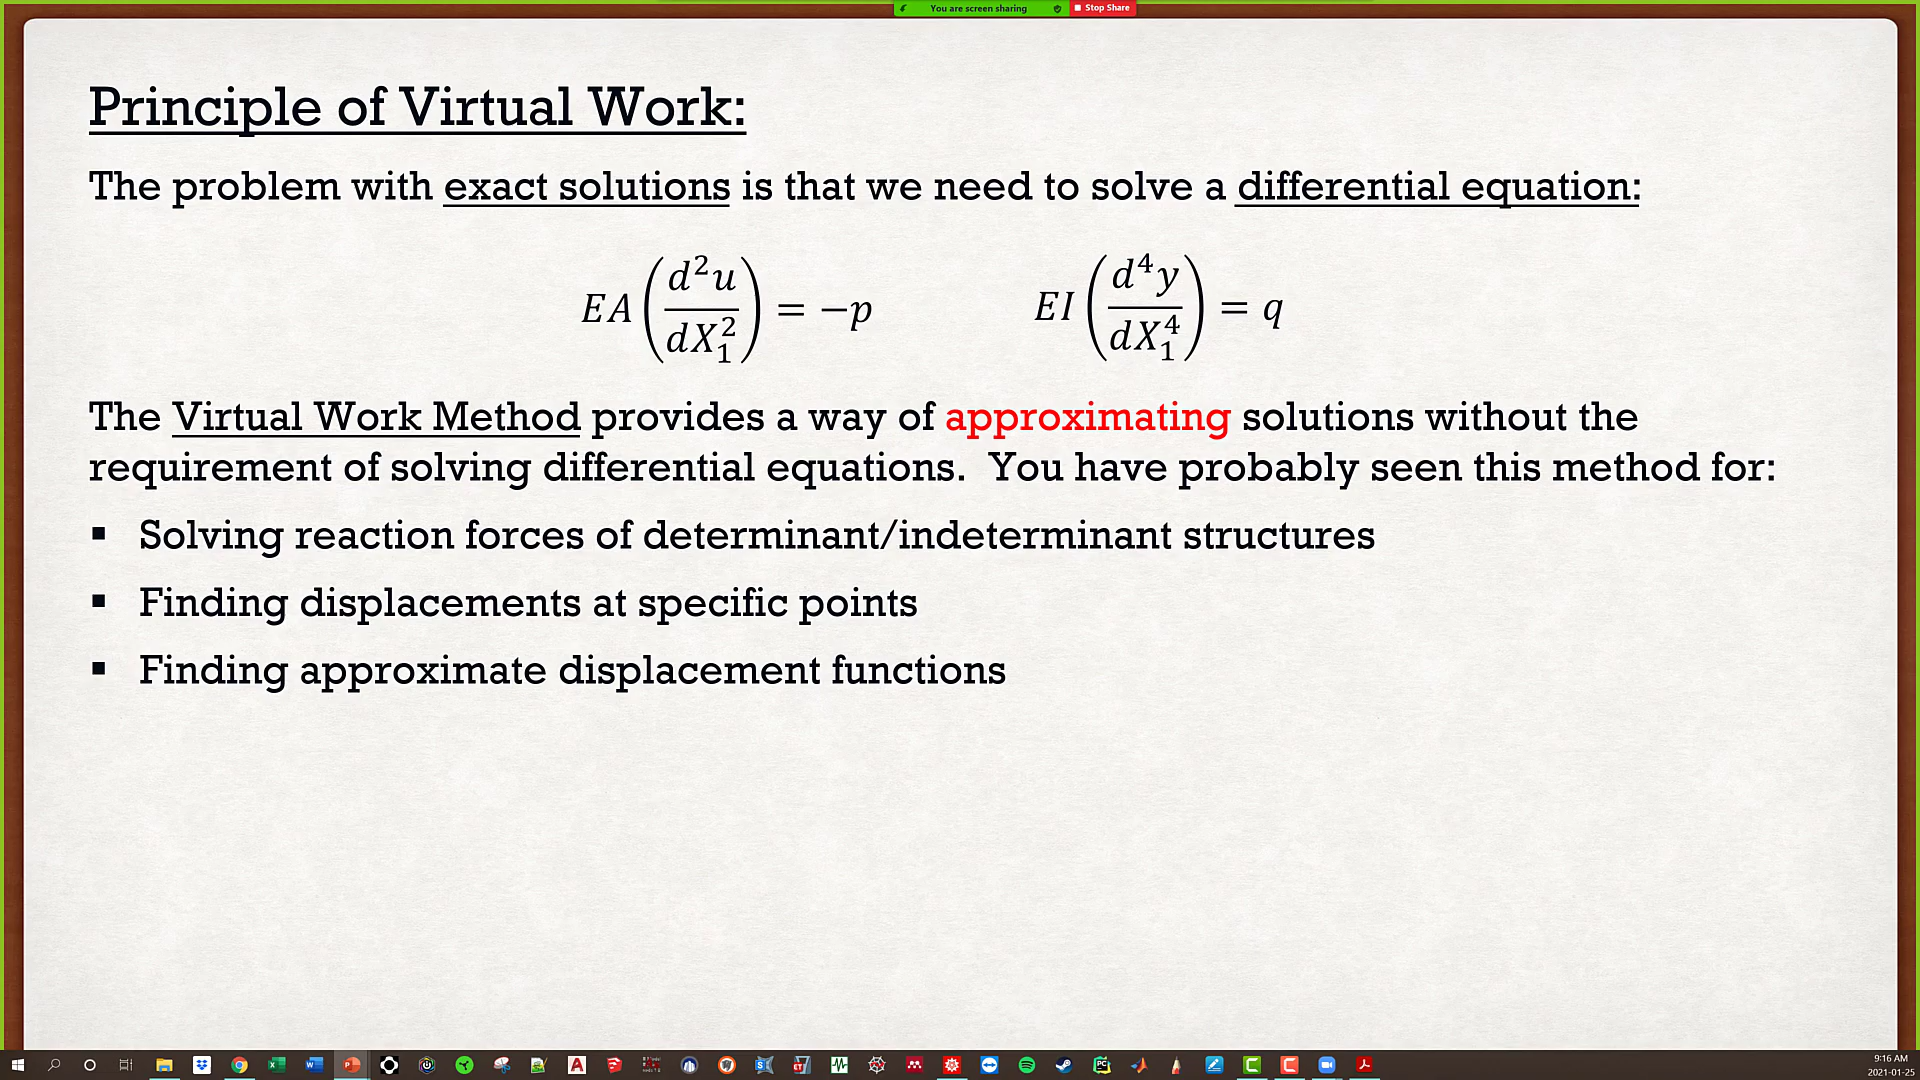 You are screen sharing Stop Share
Principle of Virtual Work:
The problem with exact solutions is that we need to solve a differential equation:
EA(d²u/dX₁²) = −p EI(d⁴y/dX₁⁴) = q
The Virtual Work Method provides a way of approximating solutions without the
requirement of solving differential equations. You have probably seen this method for:
▪ Solving reaction forces of determinant/indeterminant structures
▪ Finding displacements at specific points
▪ Finding approximate displacement functions
9:16 AM
2021-01-25